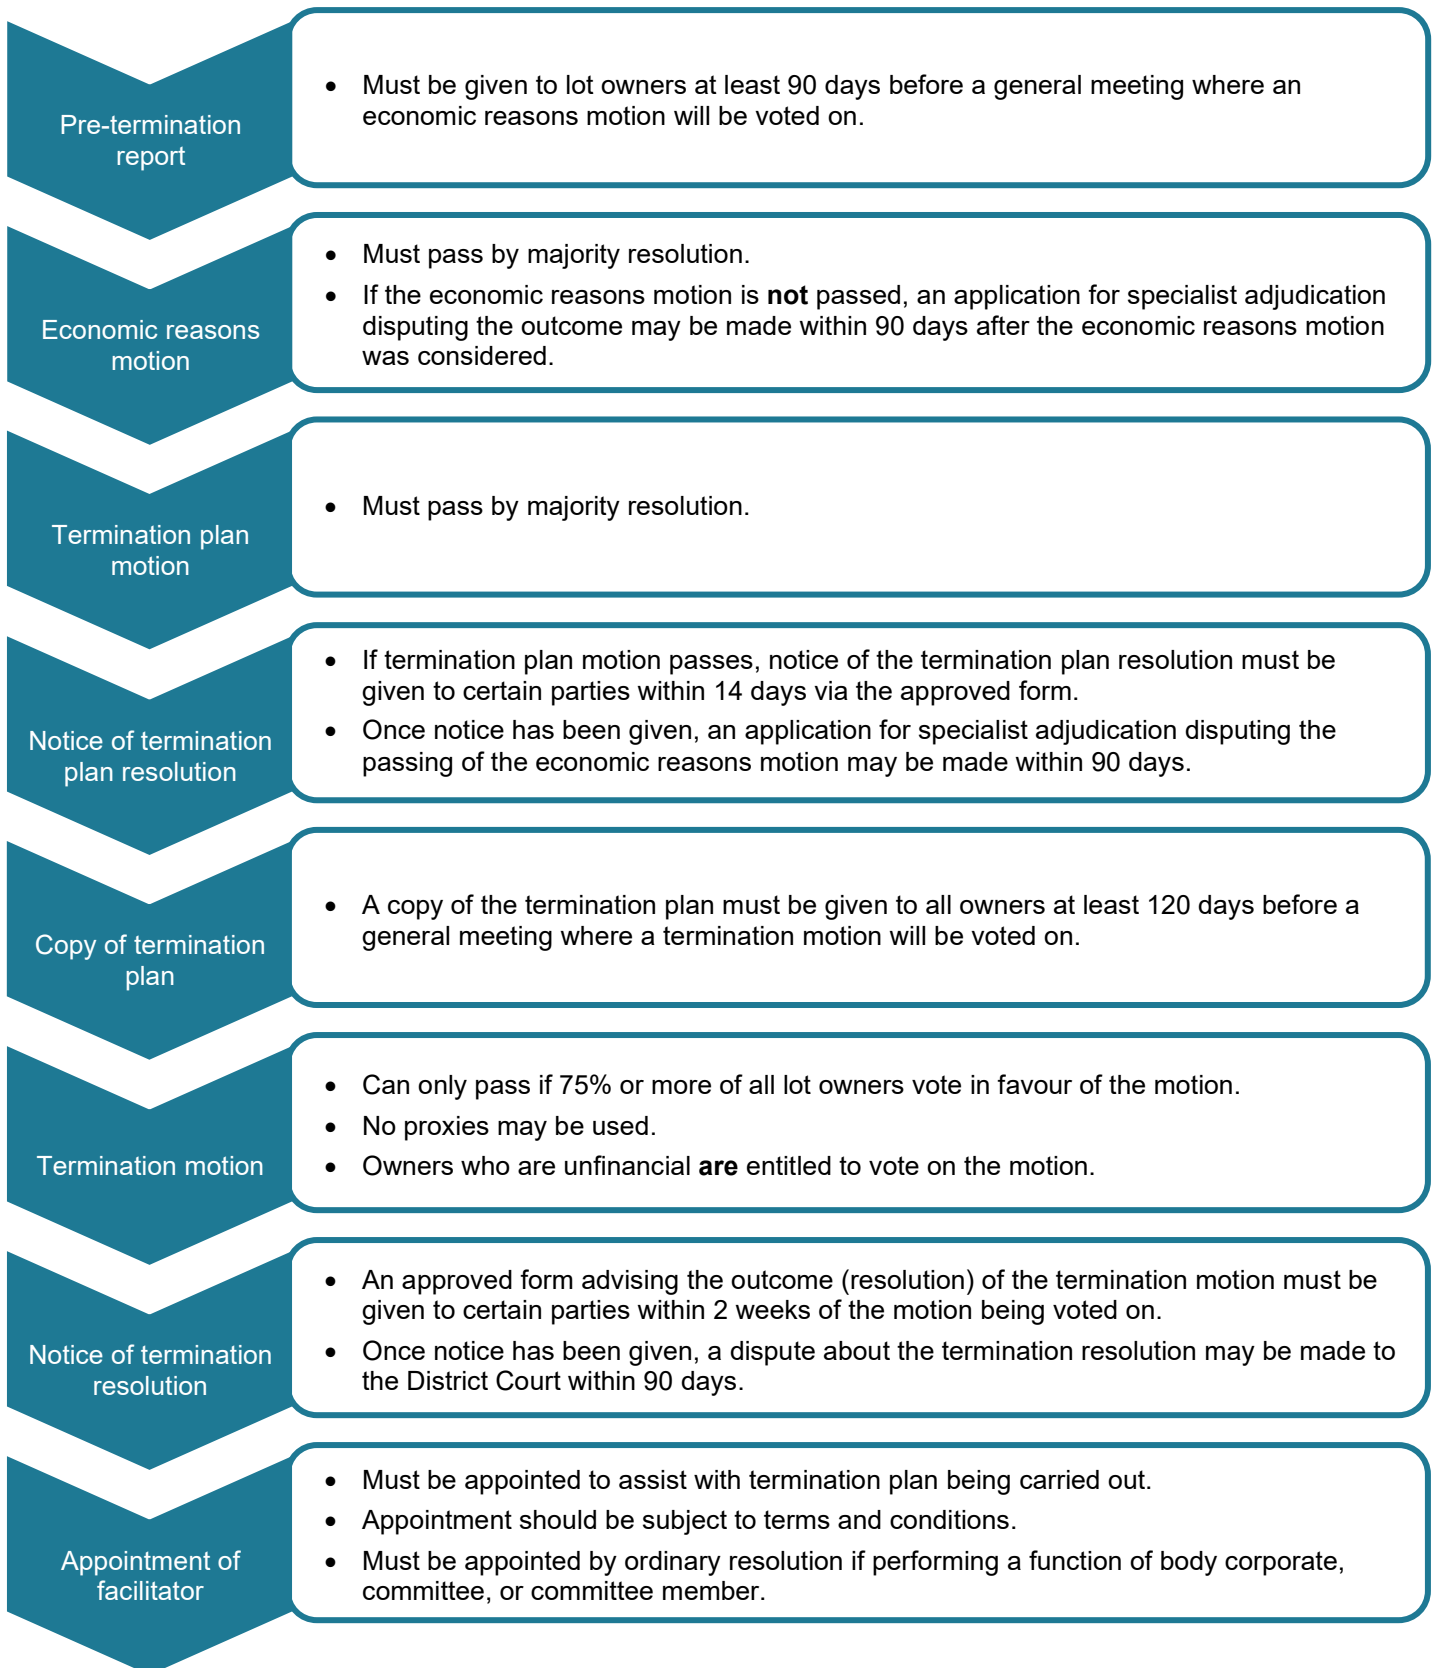 Pre-termination
report
• Must be given to lot owners at least 90 days before a general meeting where an
economic reasons motion will be voted on.
Economic reasons
motion
• Must pass by majority resolution.
• If the economic reasons motion is not passed, an application for specialist adjudication
disputing the outcome may be made within 90 days after the economic reasons motion
was considered.
Termination plan
motion
• Must pass by majority resolution.
Notice of termination
plan resolution
• If termination plan motion passes, notice of the termination plan resolution must be
given to certain parties within 14 days via the approved form.
• Once notice has been given, an application for specialist adjudication disputing the
passing of the economic reasons motion may be made within 90 days.
Copy of termination
plan
• A copy of the termination plan must be given to all owners at least 120 days before a
general meeting where a termination motion will be voted on.
Termination motion
• Can only pass if 75% or more of all lot owners vote in favour of the motion.
• No proxies may be used.
• Owners who are unfinancial are entitled to vote on the motion.
Notice of termination
resolution
• An approved form advising the outcome (resolution) of the termination motion must be
given to certain parties within 2 weeks of the motion being voted on.
• Once notice has been given, a dispute about the termination resolution may be made to
the District Court within 90 days.
Appointment of
facilitator
• Must be appointed to assist with termination plan being carried out.
• Appointment should be subject to terms and conditions.
• Must be appointed by ordinary resolution if performing a function of body corporate,
committee, or committee member.